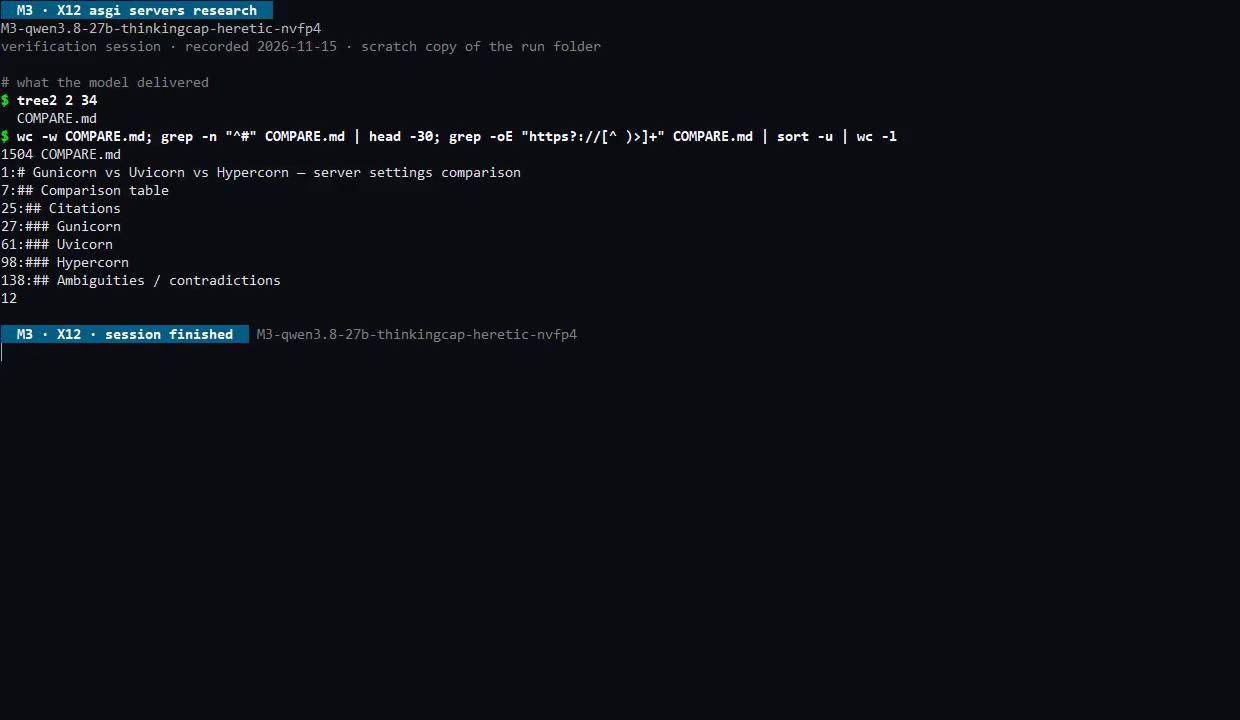 M3 · X12 asgi servers research
M3-qwen3.8-27b-thinkingcap-heretic-nvfp4
verification session · recorded 2026-11-15 · scratch copy of the run folder
# what the model delivered
$ tree2 2 34
COMPARE.md
$ wc -w COMPARE.md; grep -n "^#" COMPARE.md | head -30; grep -oE "https?://[^ )>]+" COMPARE.md | sort -u | wc -l
1504 COMPARE.md
1:# Gunicorn vs Uvicorn vs Hypercorn — server settings comparison
7:## Comparison table
25:## Citations
27:### Gunicorn
61:### Uvicorn
98:### Hypercorn
138:## Ambiguities / contradictions
12
M3 · X12 · session finished M3-qwen3.8-27b-thinkingcap-heretic-nvfp4